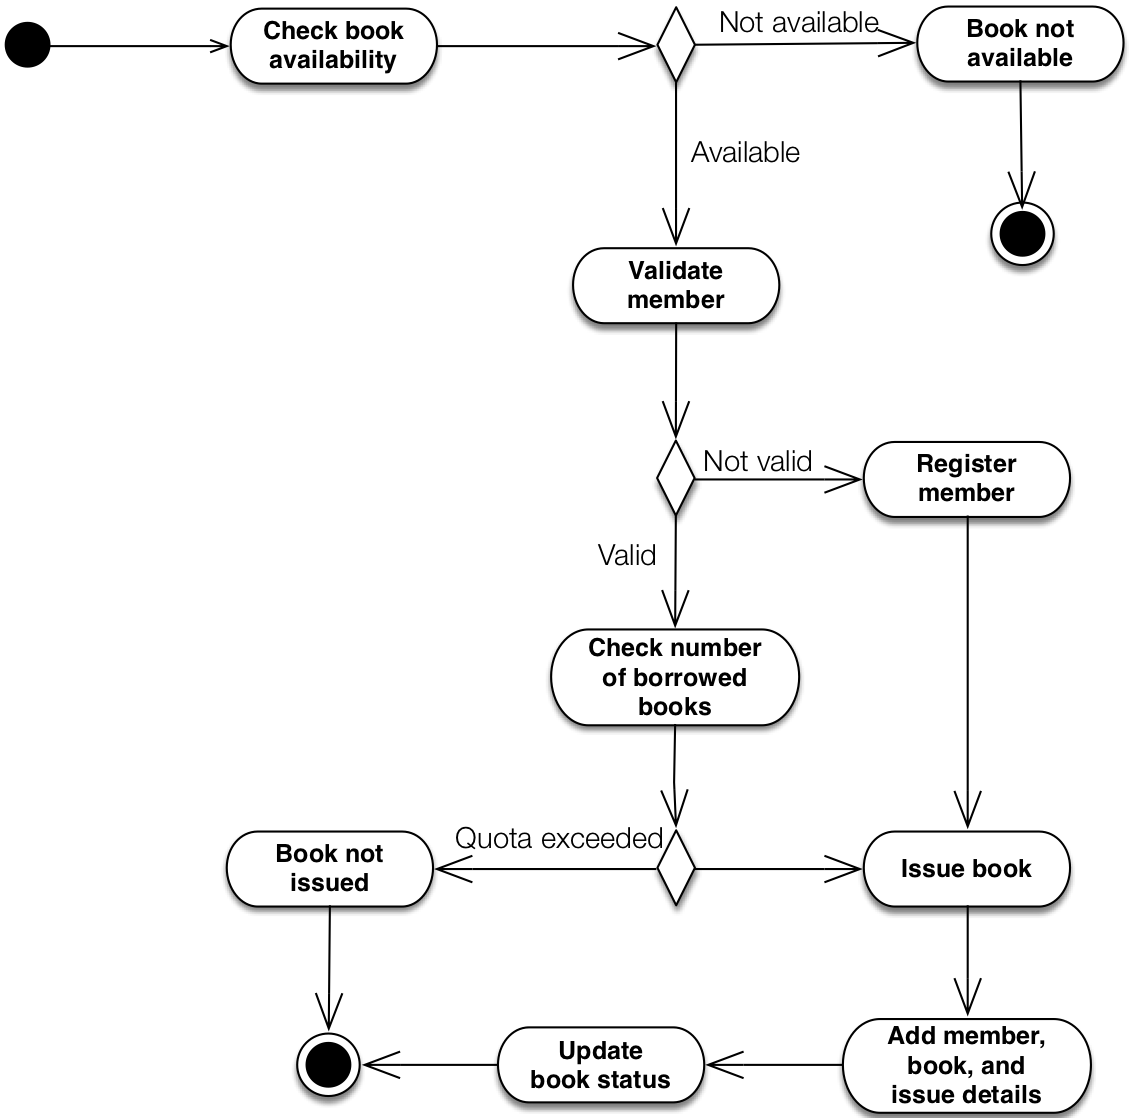 Check book
availability
Not available
Book not
available
Available
Validate
member
Not valid
Register
member
Valid
Check number
of borrowed
books
Quota exceeded
Book not
issued
Issue book
Add member,
book, and
issue details
Update
book status